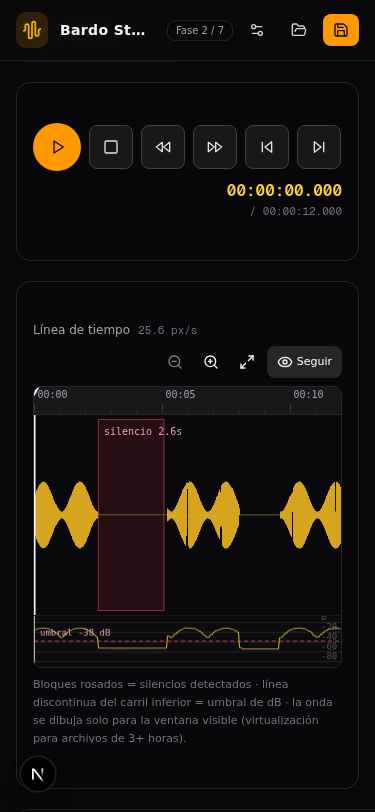 Bardo St…
Fase 2 / 7
00:00:00.000
/ 00:00:12.000
Línea de tiempo 25.6 px/s
Seguir
00:00 00:05 00:10
silencio 2.6s
umbral -38 dB
0
-20
-40
-60
-80
Bloques rosados = silencios detectados · línea
discontinua del carril inferior = umbral de dB · la onda
se dibuja solo para la ventana visible (virtualización
para archivos de 3+ horas).
N